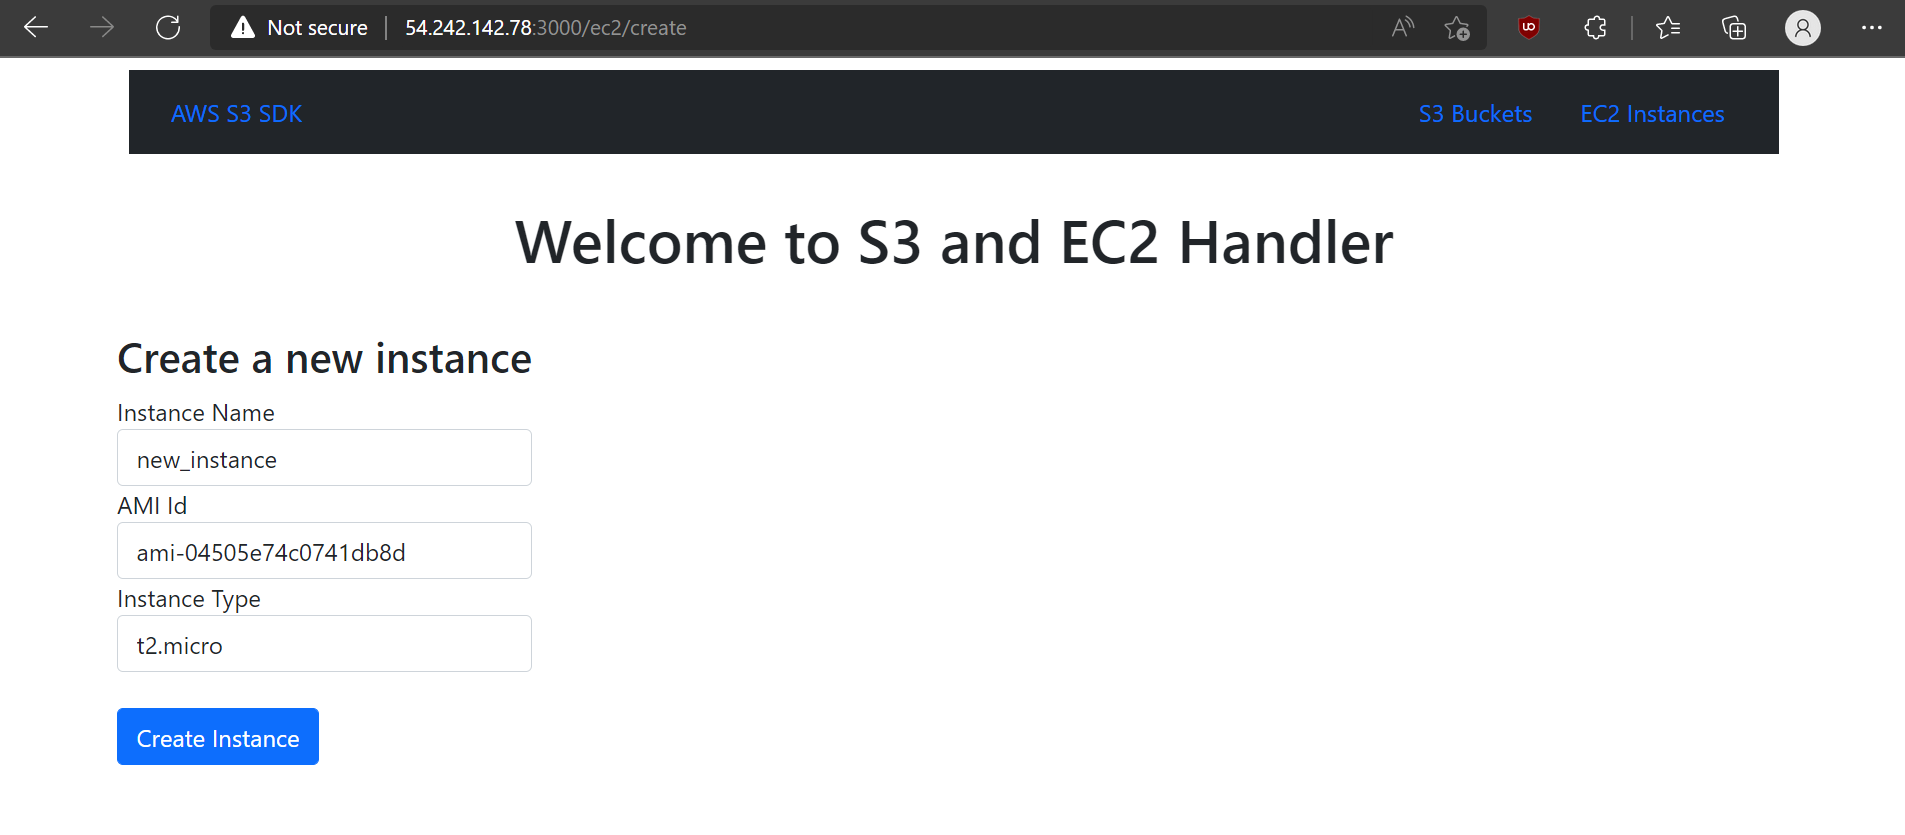 Not secure | 54.242.142.78:3000/ec2/create
AWS S3 SDK S3 Buckets EC2 Instances
Welcome to S3 and EC2 Handler
Create a new instance
Instance Name
new_instance
AMI Id
ami-04505e74c0741db8d
Instance Type
t2.micro
Create Instance